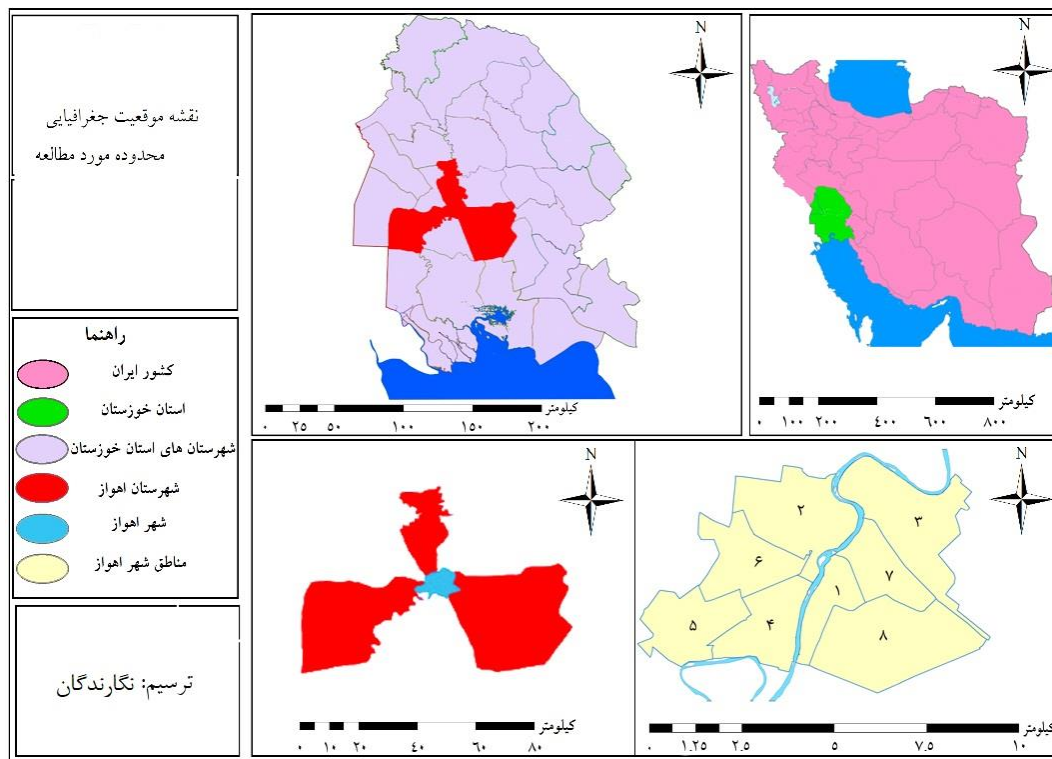 نقشه موقعیت جغرافیایی
محدوده مورد مطالعه
راهنما
کشور ایران
استان خوزستان
شهرستان های استان خوزستان
شهرستان اهواز
شهر اهواز
مناطق شهر اهواز
ترسیم: نگارندگان
N
کیلومتر
۰ ۲۵ ۵۰ ۱۰۰ ۱۵۰ ۲۰۰
N
کیلومتر
۰ ۱۰۰ ۲۰۰ ۴۰۰ ۶۰۰ ۸۰۰
N
کیلومتر
۰ ۱۰ ۲۰ ۴۰ ۶۰ ۸۰
N
۲
۳
۶
۷
۱
۵
۴
۸
کیلومتر
۰ ۱.۲۵ ۲.۵ ۵ ۷.۵ ۱۰